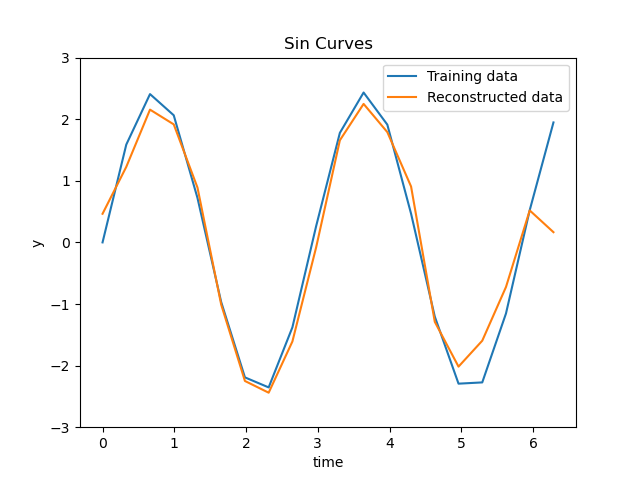 Sin Curves
Training data
Reconstructed data
3
2
1
0
−1
−2
−3
y
0 1 2 3 4 5 6
time